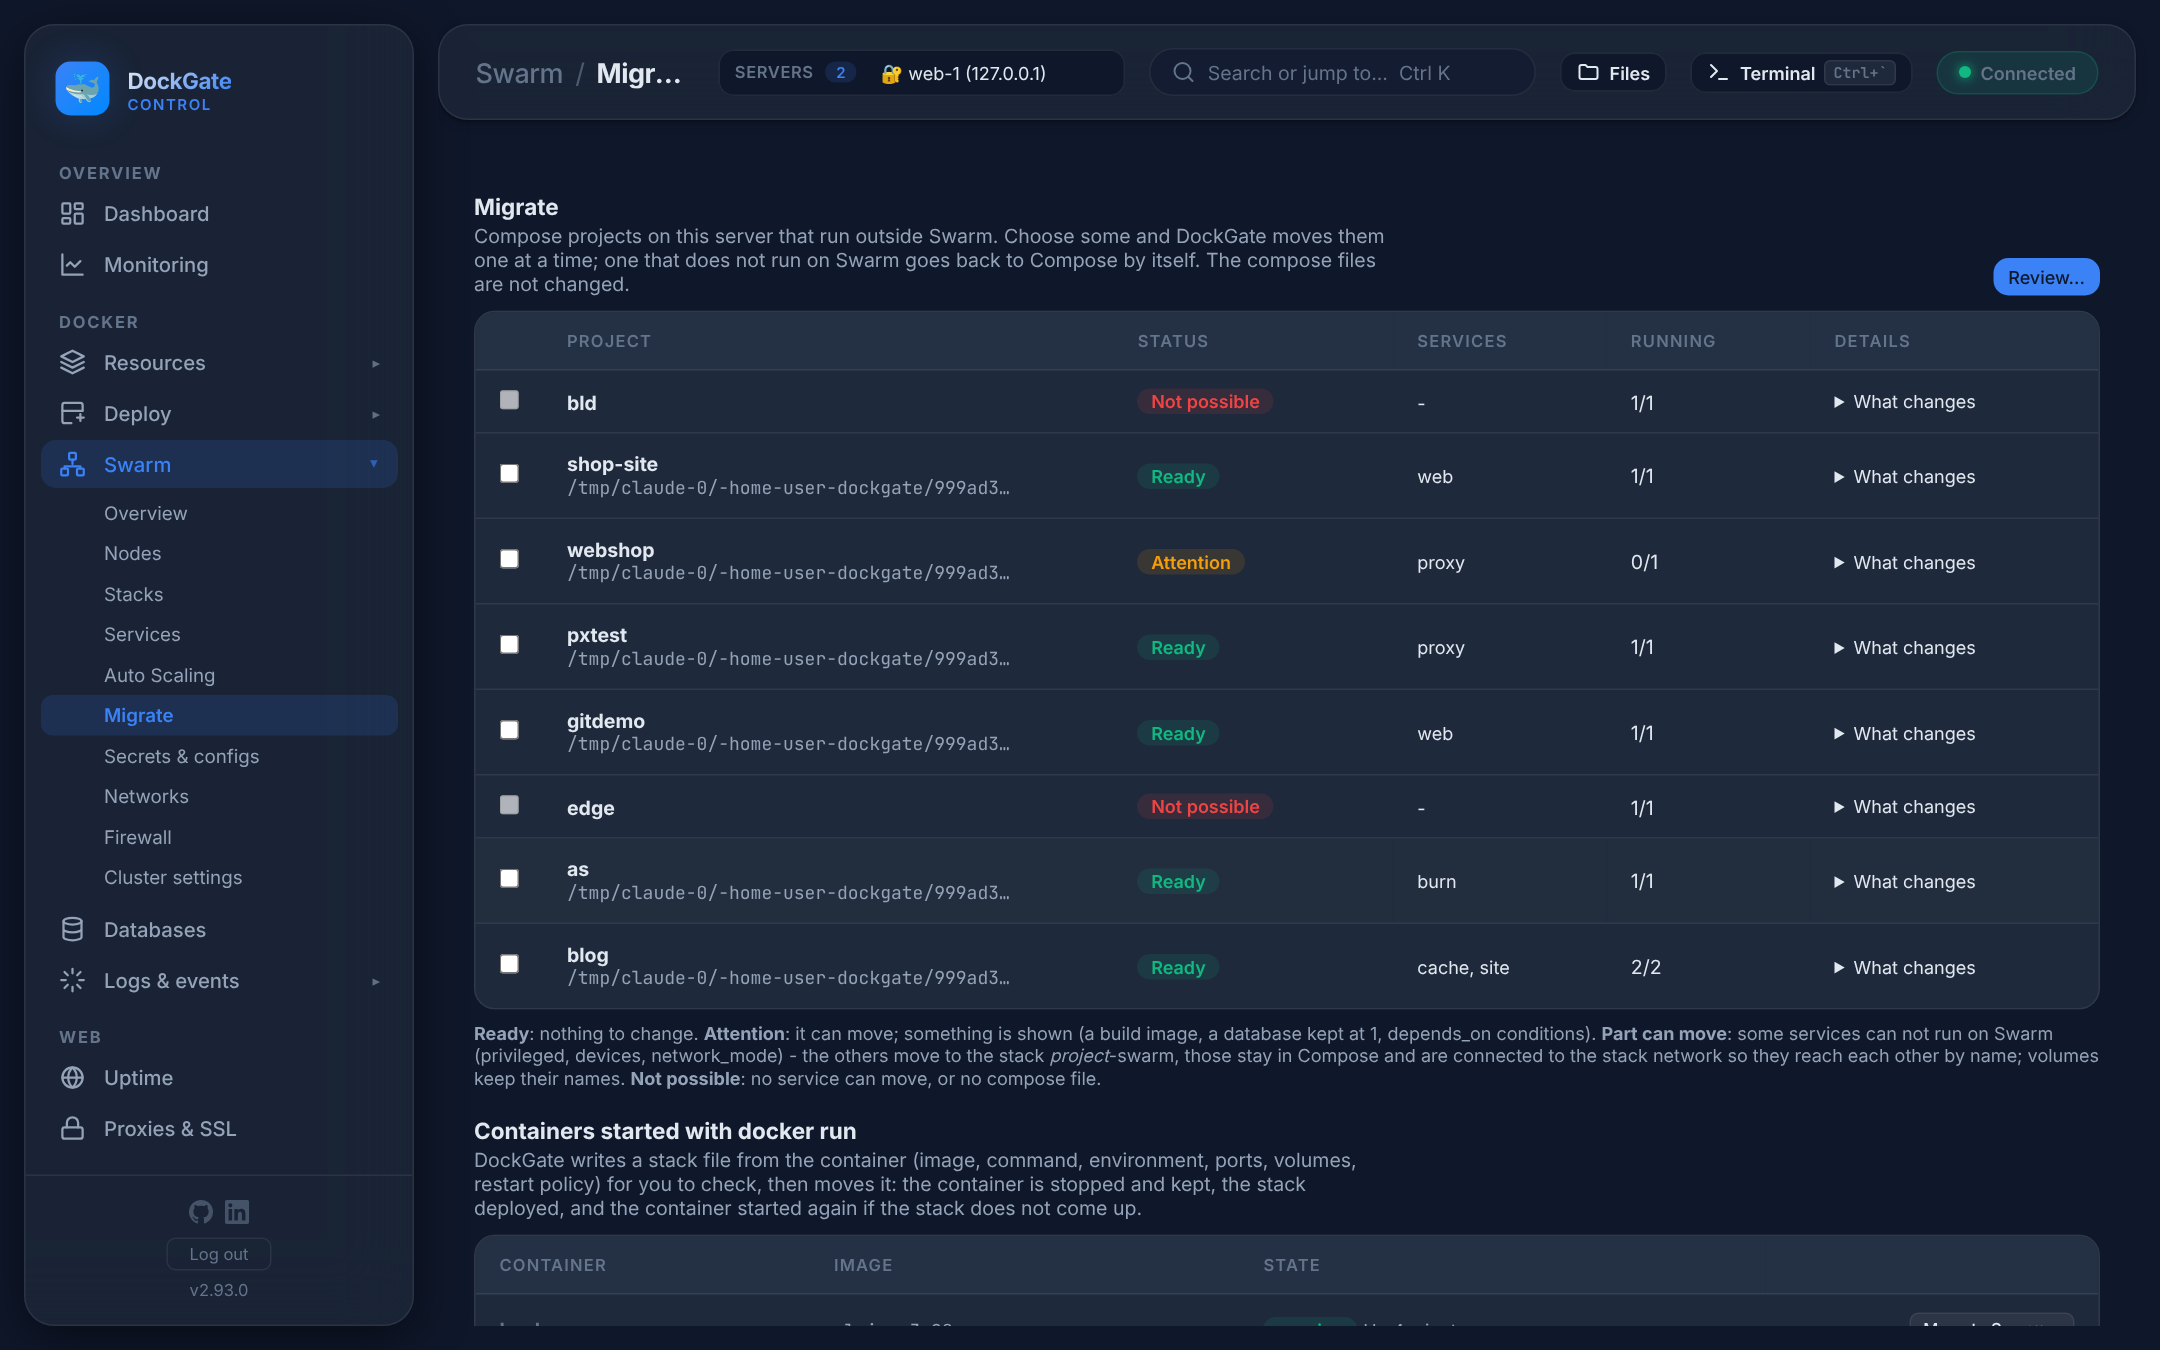 DockGate
CONTROL
OVERVIEW
Dashboard
Monitoring
DOCKER
Resources
Deploy
Swarm
Overview
Nodes
Stacks
Services
Auto Scaling
Migrate
Secrets & configs
Networks
Firewall
Cluster settings
Databases
Logs & events
WEB
Uptime
Proxies & SSL
Log out
v2.93.0
Swarm / Migr...
SERVERS 2 web-1 (127.0.0.1)
Search or jump to... Ctrl K
Files
Terminal Ctrl+`
Connected
Migrate
Compose projects on this server that run outside Swarm. Choose some and DockGate moves them
one at a time; one that does not run on Swarm goes back to Compose by itself. The compose files
are not changed.
Review...
PROJECT STATUS SERVICES RUNNING DETAILS
bld Not possible - 1/1 What changes
shop-site
/tmp/claude-0/-home-user-dockgate/999ad3… Ready web 1/1 What changes
webshop
/tmp/claude-0/-home-user-dockgate/999ad3… Attention proxy 0/1 What changes
pxtest
/tmp/claude-0/-home-user-dockgate/999ad3… Ready proxy 1/1 What changes
gitdemo
/tmp/claude-0/-home-user-dockgate/999ad3… Ready web 1/1 What changes
edge Not possible - 1/1 What changes
as
/tmp/claude-0/-home-user-dockgate/999ad3… Ready burn 1/1 What changes
blog
/tmp/claude-0/-home-user-dockgate/999ad3… Ready cache, site 2/2 What changes
Ready: nothing to change. Attention: it can move; something is shown (a build image, a database kept at 1, depends_on conditions). Part can move: some services can not run on Swarm
(privileged, devices, network_mode) - the others move to the stack project-swarm, those stay in Compose and are connected to the stack network so they reach each other by name; volumes
keep their names. Not possible: no service can move, or no compose file.
Containers started with docker run
DockGate writes a stack file from the container (image, command, environment, ports, volumes,
restart policy) for you to check, then moves it: the container is stopped and kept, the stack
deployed, and the container started again if the stack does not come up.
CONTAINER IMAGE STATE